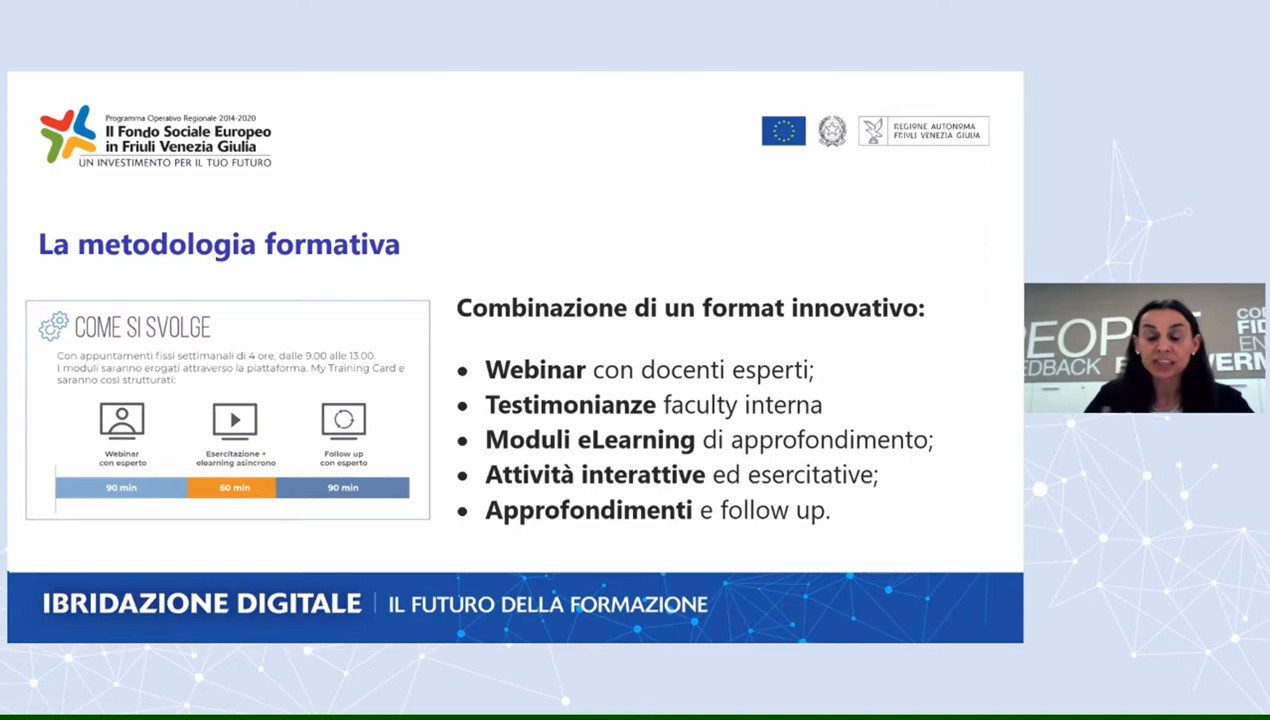 Programma Operativo Regionale 2014-2020
Il Fondo Sociale Europeo
in Friuli Venezia Giulia
UN INVESTIMENTO PER IL TUO FUTURO
REGIONE AUTONOMA
FRIULI VENEZIA GIULIA
La metodologia formativa
COME SI SVOLGE
Con appuntamenti fissi settimanali di 4 ore, dalle 9.00 alle 13.00.
I moduli saranno erogati attraverso la piattaforma. My Training Card e
saranno così strutturati:
Webinar
con esperto
Esercitazione +
elearning asincrono
Follow up
con esperto
90 min
60 min
90 min
Combinazione di un format innovativo:
• Webinar con docenti esperti;
• Testimonianze faculty interna
• Moduli eLearning di approfondimento;
• Attività interattive ed esercitative;
• Approfondimenti e follow up.
IBRIDAZIONE DIGITALE | IL FUTURO DELLA FORMAZIONE